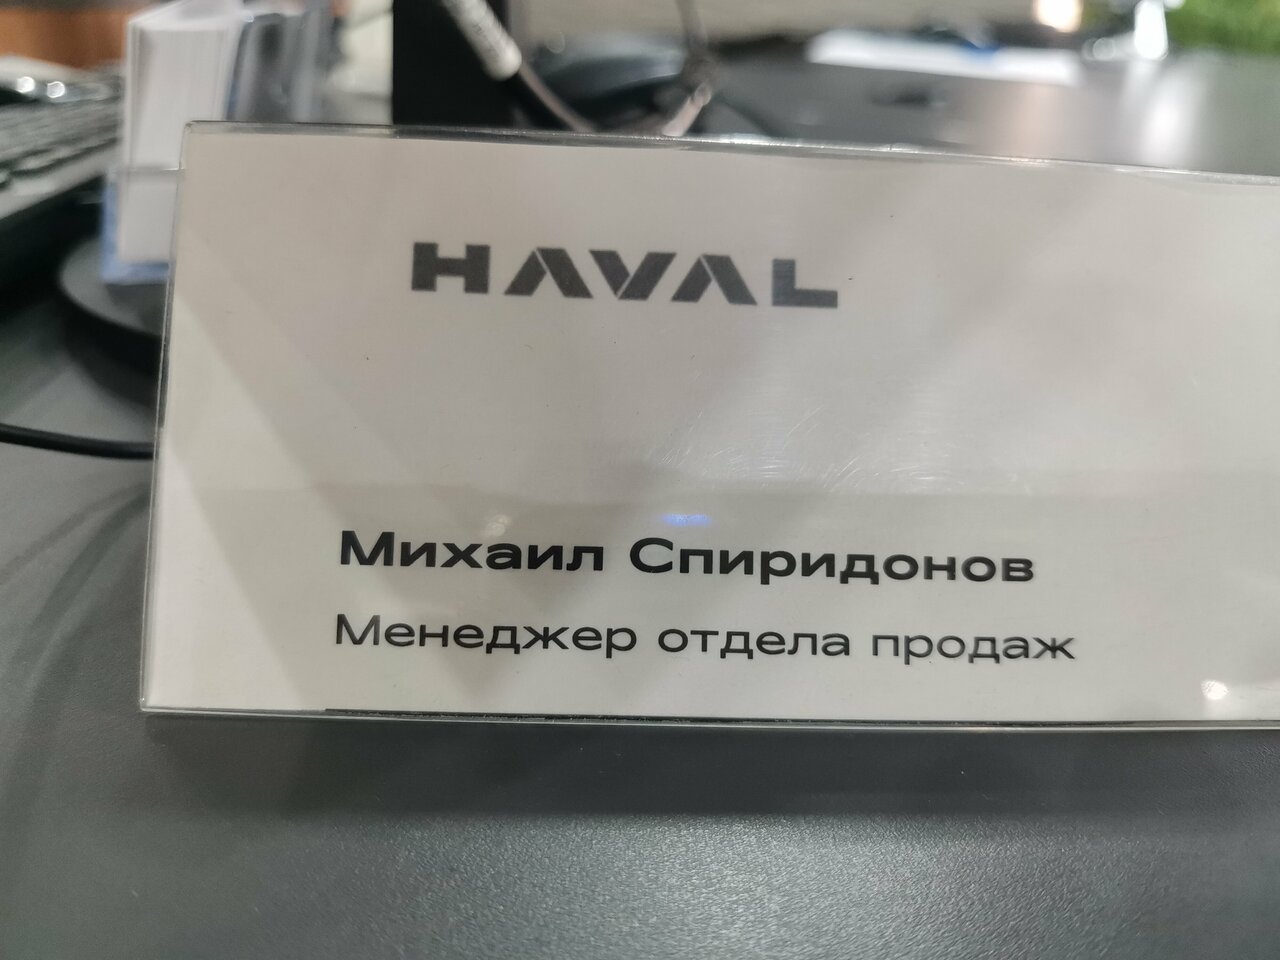 HAVAL
Михаил Спиридонов
Менеджер отдела продаж